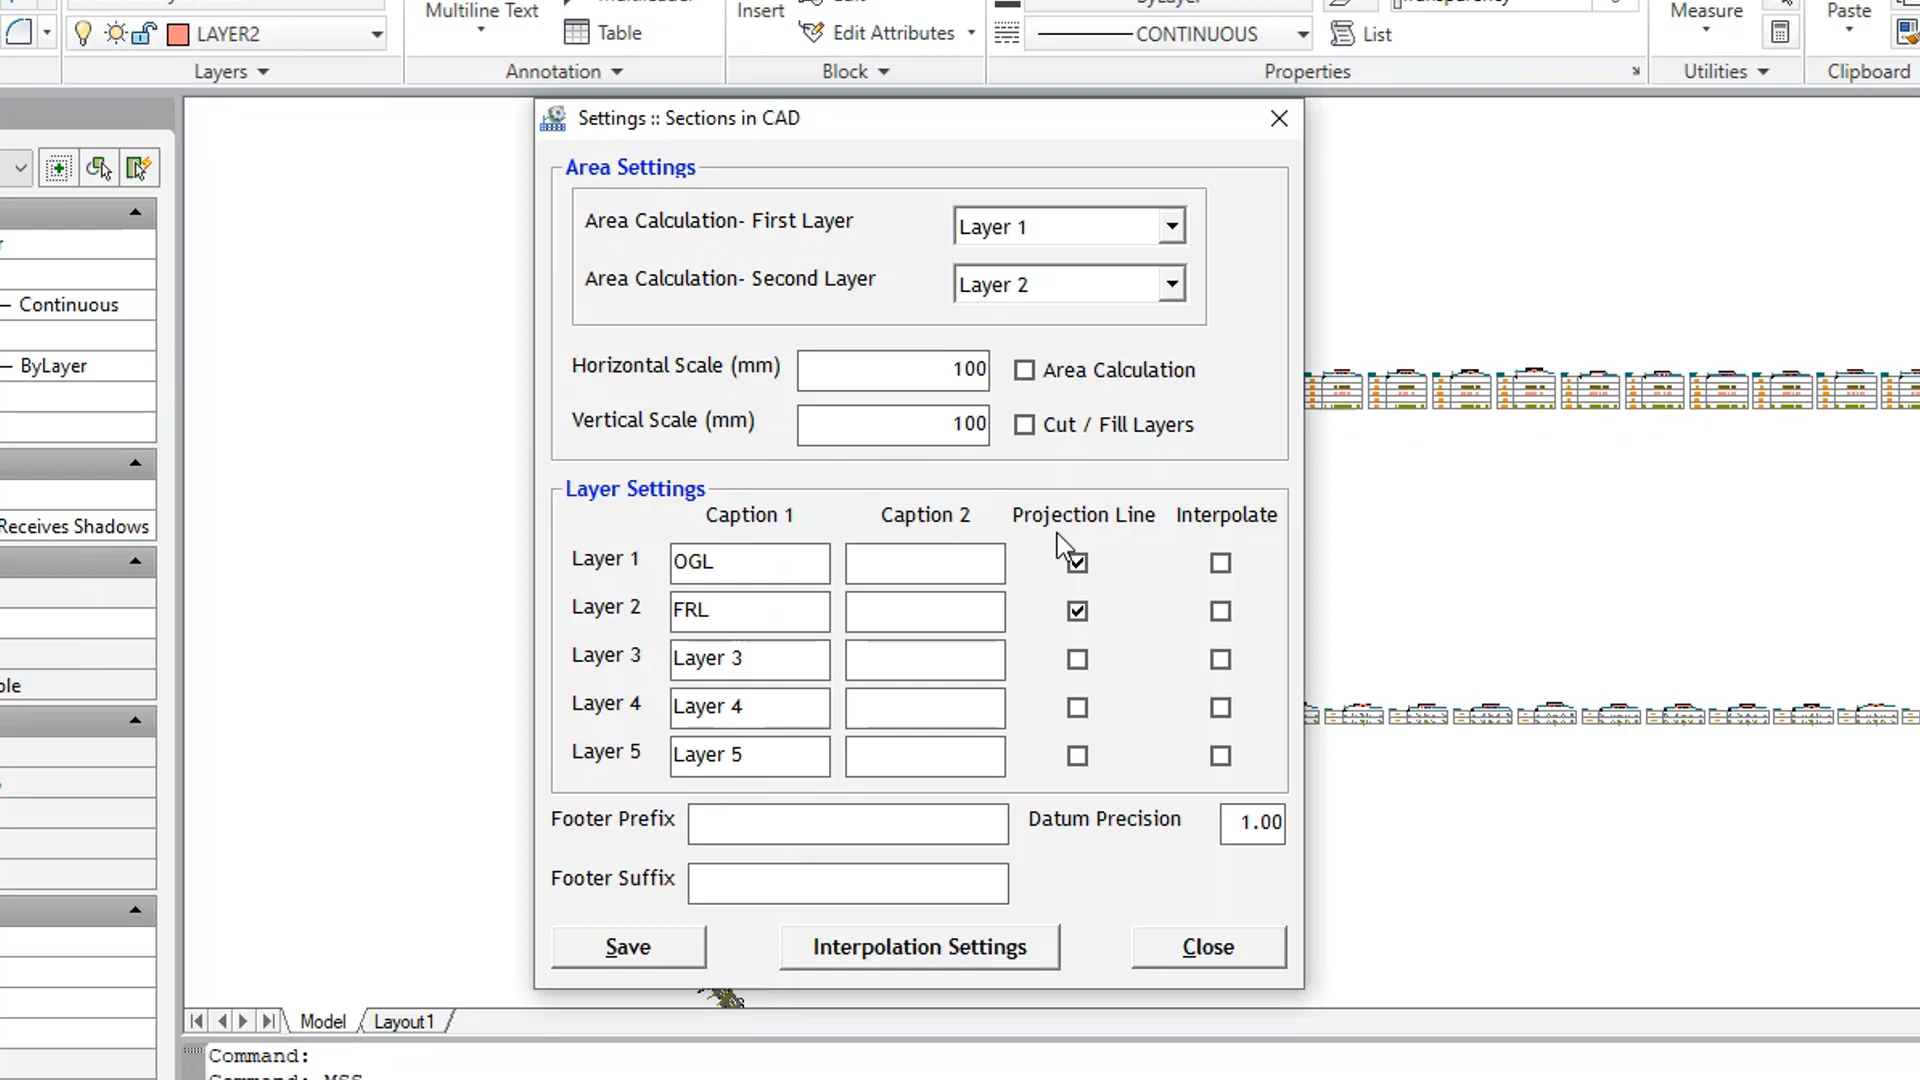 Multiline Text
Table
Insert
Edit Attributes
Measure
Paste
LAYER2
CONTINUOUS
List
Layers
Annotation
Block
Properties
Utilities
Clipboard
Continuous
ByLayer
Receives Shadows
Settings :: Sections in CAD
Area Settings
Area Calculation- First Layer
Layer 1
Area Calculation- Second Layer
Layer 2
Horizontal Scale (mm)
100
Area Calculation
Vertical Scale (mm)
100
Cut / Fill Layers
Layer Settings
Caption 1 Caption 2 Projection Line Interpolate
Layer 1 OGL
Layer 2 FRL
Layer 3 Layer 3
Layer 4 Layer 4
Layer 5 Layer 5
Footer Prefix
Datum Precision 1.00
Footer Suffix
Save
Interpolation Settings
Close
Model
Layout1
Command: